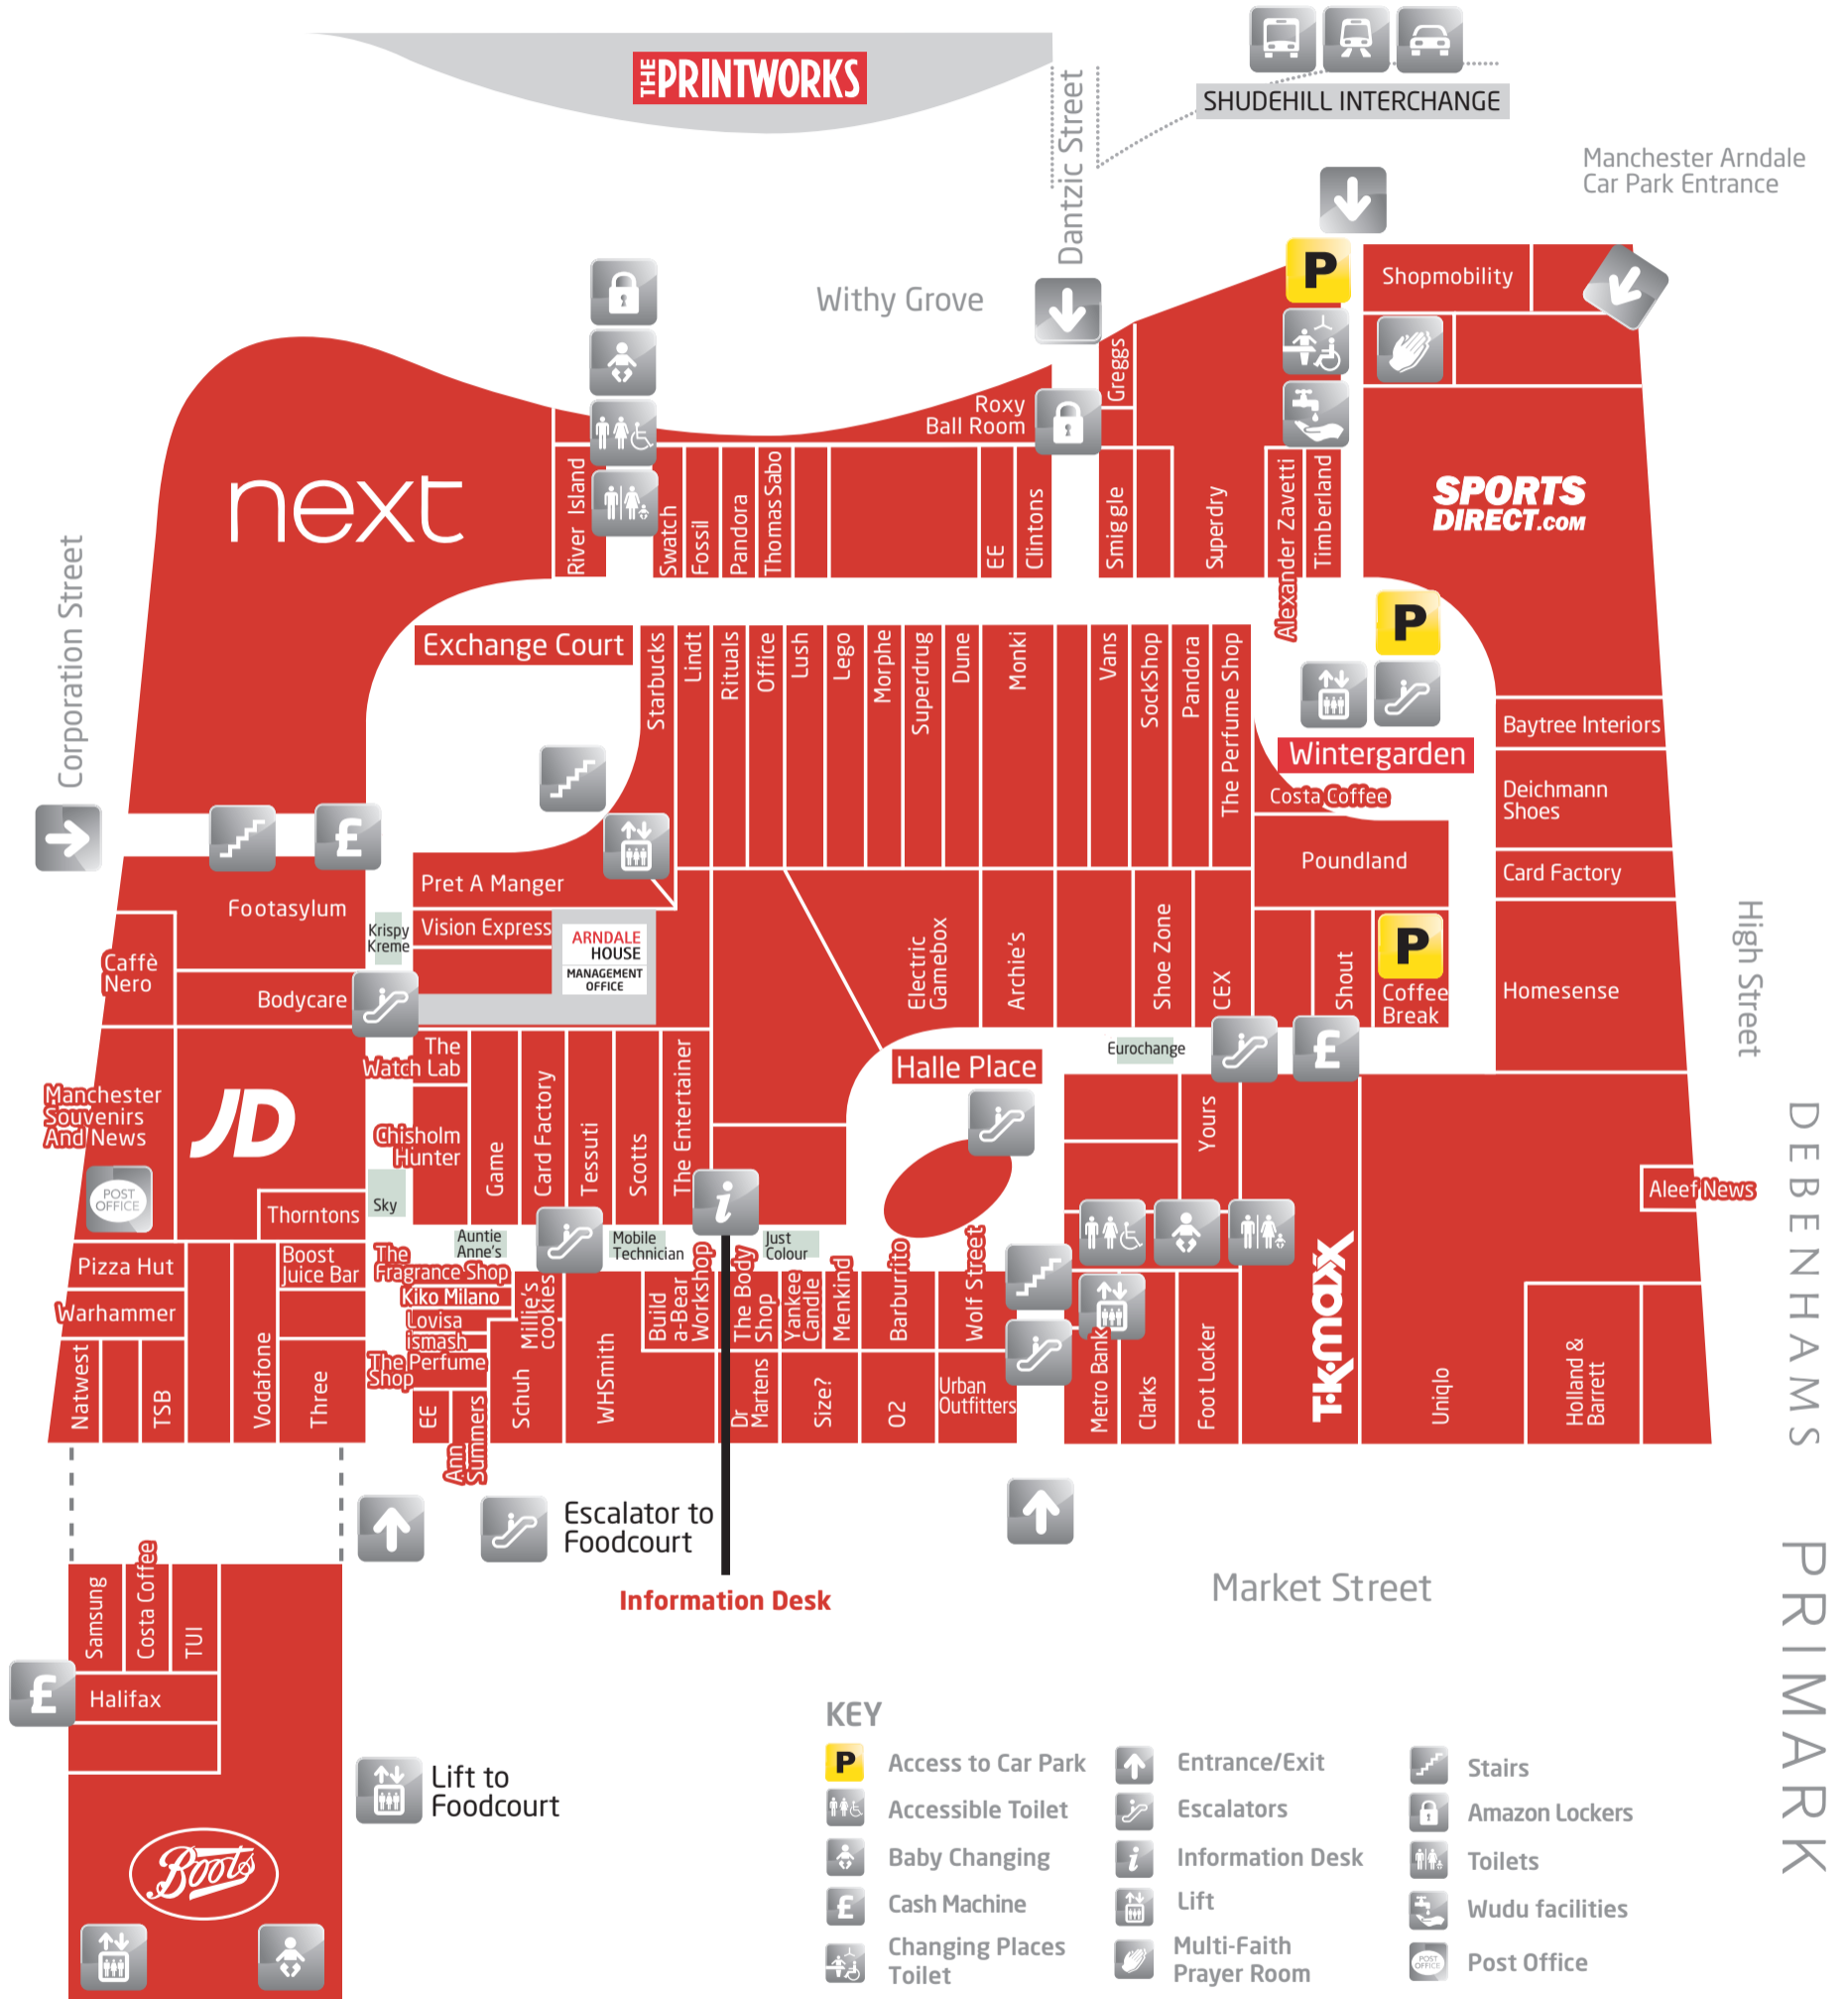 THE PRINTWORKS
SHUDEHILL INTERCHANGE
Dantzic Street
Manchester Arndale
Car Park Entrance
Withy Grove
P
Shopmobility
Greggs
Roxy
Ball Room
next
River Island
Swatch
Fossil
Pandora
Thomas Sabo
EE
Clintons
Smiggle
Superdry
Alexander Zavetti
Timberland
SPORTS
DIRECT.COM
Corporation Street
Exchange Court
Starbucks
Lindt
Rituals
Office
Lush
Lego
Morphe
Superdrug
Dune
Monki
Vans
SockShop
Pandora
The Perfume Shop
P
Wintergarden
Costa Coffee
Baytree Interiors
Deichmann
Shoes
Card Factory
Homesense
High Street
£
Footasylum
Krispy
Kreme
Caffè
Nero
Bodycare
Pret A Manger
Vision Express
ARNDALE
HOUSE
MANAGEMENT
OFFICE
Electric
Gamebox
Archie's
Shoe Zone
CEX
Poundland
Shout
P
Coffee
Break
Eurochange
£
Halle Place
Manchester
Souvenirs
And News
POST
OFFICE
JD
Thorntons
Sky
The
Watch Lab
Chisholm
Hunter
Game
Card Factory
Tessuti
Scotts
The Entertainer
i
Yours
Aleef News
DEBENHAMS
Auntie
Anne's
Mobile
Technician
Just
Colour
Pizza Hut
Warhammer
Natwest
TSB
Vodafone
Boost
Juice Bar
Three
The
Fragrance Shop
Kiko Milano
Lovisa
ismash
The Perfume
Shop
EE
Ann
Summers
Millie's
cookies
Schuh
WHSmith
Build
a-Bear
Workshop
The Body
Shop
Yankee
Candle
Menkind
Barburrito
Wolf Street
Dr
Martens
Size?
O2
Urban
Outfitters
Metro Bank
Clarks
Foot Locker
T·K·maxx
Uniqlo
Holland &
Barrett
Escalator to
Foodcourt
Information Desk
Market Street
PRIMARK
Samsung
Costa Coffee
TUI
£
Halifax
Lift to
Foodcourt
Boots
KEY
P
Access to Car Park
Accessible Toilet
Baby Changing
£
Cash Machine
Changing Places
Toilet
Entrance/Exit
Escalators
i
Information Desk
Lift
Multi-Faith
Prayer Room
Stairs
Amazon Lockers
Toilets
Wudu facilities
POST
OFFICE
Post Office